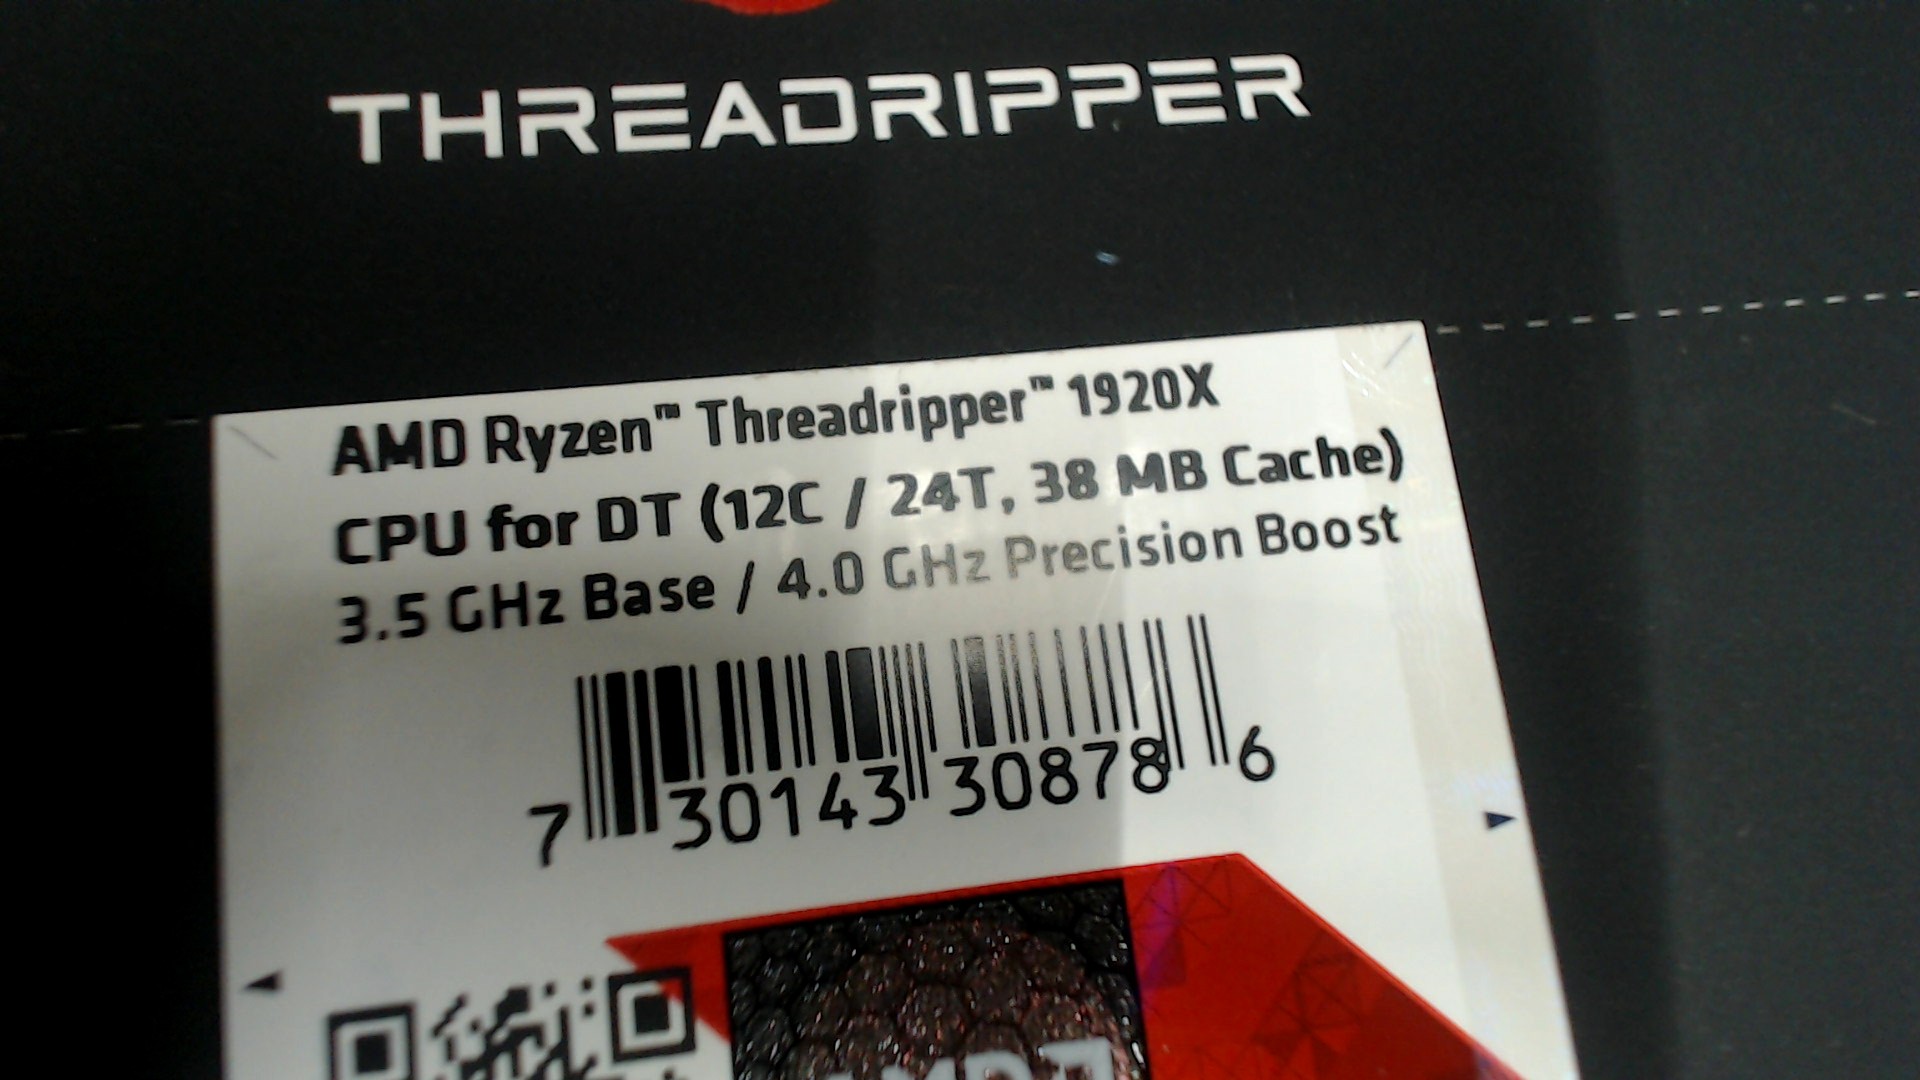 THREADRIPPER
AMD Ryzen™ Threadripper™ 1920X
CPU for DT (12C / 24T, 38 MB Cache)
3.5 GHz Base / 4.0 GHz Precision Boost
7 30143 30878 6
AMD